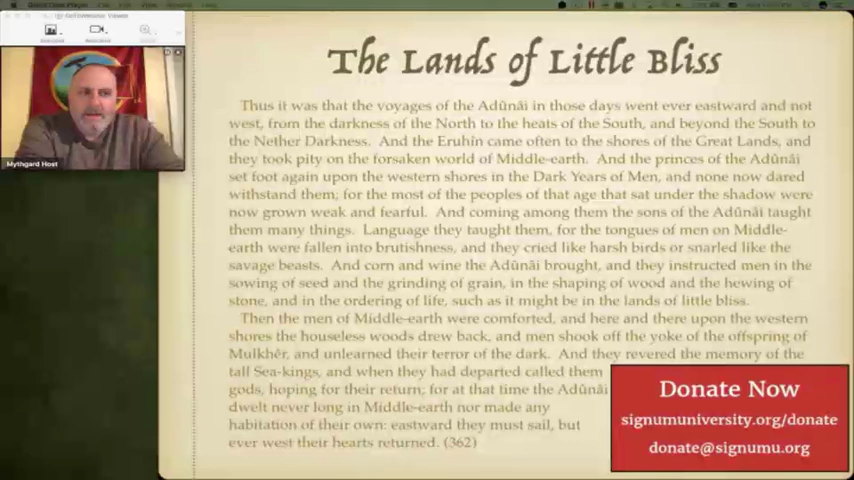 The Lands of Little Bliss
Thus it was that the voyages of the Adûnâi in those days went ever eastward and not
west, from the darkness of the North to the heats of the South, and beyond the South to
the Nether Darkness. And the Eruhîn came often to the shores of the Great Lands, and
they took pity on the forsaken world of Middle-earth. And the princes of the Adûnâi
set foot again upon the western shores in the Dark Years of Men, and none now dared
withstand them; for the most of the peoples of that age that sat under the shadow were
now grown weak and fearful. And coming among them the sons of the Adûnâi taught
them many things. Language they taught them, for the tongues of men on Middle-
earth were fallen into brutishness, and they cried like harsh birds or snarled like the
savage beasts. And corn and wine the Adûnâi brought, and they instructed men in the
sowing of seed and the grinding of grain, in the shaping of wood and the hewing of
stone, and in the ordering of life, such as it might be in the lands of little bliss.
Then the men of Middle-earth were comforted, and here and there upon the western
shores the houseless woods drew back, and men shook off the yoke of the offspring of
Mulkhêr, and unlearned their terror of the dark. And they revered the memory of the
tall Sea-kings, and when they had departed called them
gods, hoping for their return; for at that time the Adûnâi
dwelt never long in Middle-earth nor made any
habitation of their own: eastward they must sail, but
ever west their hearts returned. (362)
Mythgard Host
Donate Now
signumuniversity.org/donate
donate@signumu.org